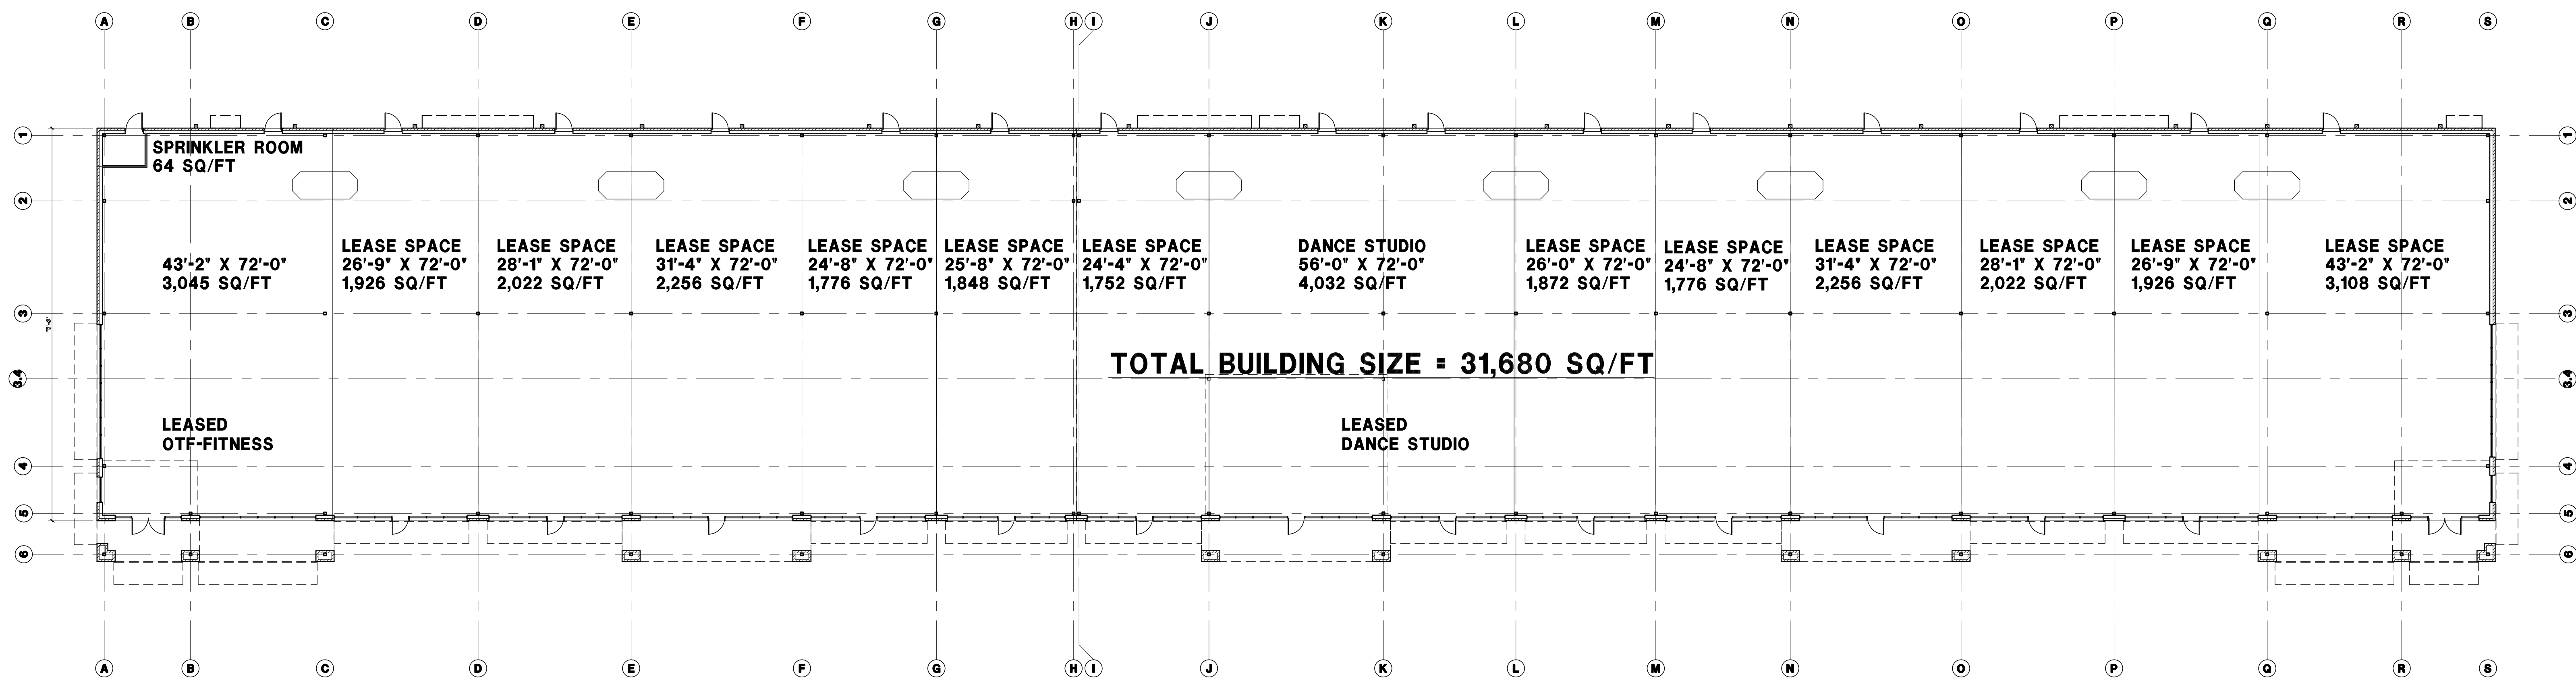 A B C D E F G H I J K L M N O P Q R S
1 1
SPRINKLER ROOM
64 SQ/FT
2 2
43'-2" X 72'-0"
3,045 SQ/FT
LEASE SPACE
26'-9" X 72'-0"
1,926 SQ/FT
LEASE SPACE
28'-1" X 72'-0"
2,022 SQ/FT
LEASE SPACE
31'-4" X 72'-0"
2,256 SQ/FT
LEASE SPACE
24'-8" X 72'-0"
1,776 SQ/FT
LEASE SPACE
25'-8" X 72'-0"
1,848 SQ/FT
LEASE SPACE
24'-4" X 72'-0"
1,752 SQ/FT
DANCE STUDIO
56'-0" X 72'-0"
4,032 SQ/FT
LEASE SPACE
26'-0" X 72'-0"
1,872 SQ/FT
LEASE SPACE
24'-8" X 72'-0"
1,776 SQ/FT
LEASE SPACE
31'-4" X 72'-0"
2,256 SQ/FT
LEASE SPACE
28'-1" X 72'-0"
2,022 SQ/FT
LEASE SPACE
26'-9" X 72'-0"
1,926 SQ/FT
LEASE SPACE
43'-2" X 72'-0"
3,108 SQ/FT
3 3
TOTAL BUILDING SIZE = 31,680 SQ/FT
3.4 3.4
LEASED
OTF-FITNESS
LEASED
DANCE STUDIO
4 4
5 5
6 6
A B C D E F G H I J K L M N O P Q R S